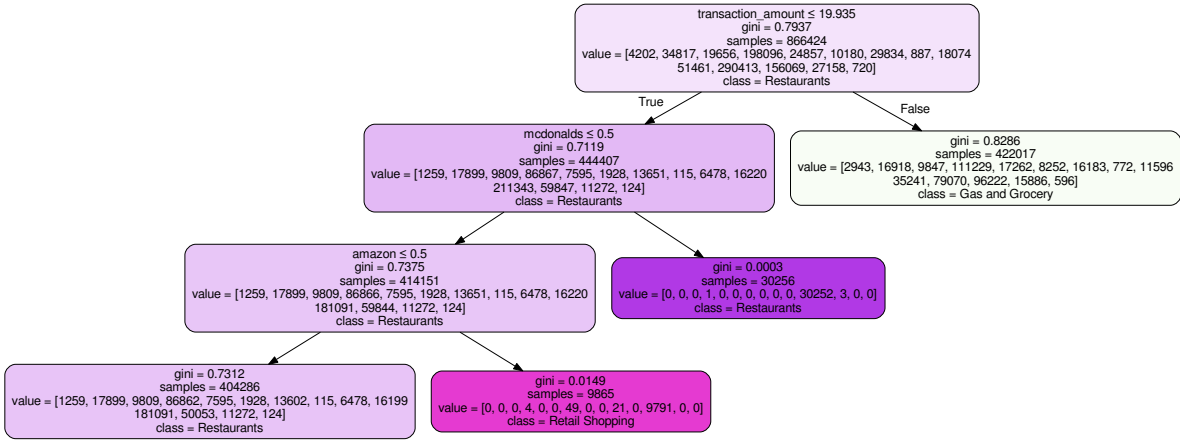 transaction_amount ≤ 19.935
gini = 0.7937
samples = 866424
value = [4202, 34817, 19656, 198096, 24857, 10180, 29834, 887, 18074
51461, 290413, 156069, 27158, 720]
class = Restaurants
True
False
mcdonalds ≤ 0.5
gini = 0.7119
samples = 444407
value = [1259, 17899, 9809, 86867, 7595, 1928, 13651, 115, 6478, 16220
211343, 59847, 11272, 124]
class = Restaurants
gini = 0.8286
samples = 422017
value = [2943, 16918, 9847, 111229, 17262, 8252, 16183, 772, 11596
35241, 79070, 96222, 15886, 596]
class = Gas and Grocery
amazon ≤ 0.5
gini = 0.7375
samples = 414151
value = [1259, 17899, 9809, 86866, 7595, 1928, 13651, 115, 6478, 16220
181091, 59844, 11272, 124]
class = Restaurants
gini = 0.0003
samples = 30256
value = [0, 0, 0, 1, 0, 0, 0, 0, 0, 0, 30252, 3, 0, 0]
class = Restaurants
gini = 0.7312
samples = 404286
value = [1259, 17899, 9809, 86862, 7595, 1928, 13602, 115, 6478, 16199
181091, 50053, 11272, 124]
class = Restaurants
gini = 0.0149
samples = 9865
value = [0, 0, 0, 4, 0, 0, 49, 0, 0, 21, 0, 9791, 0, 0]
class = Retail Shopping